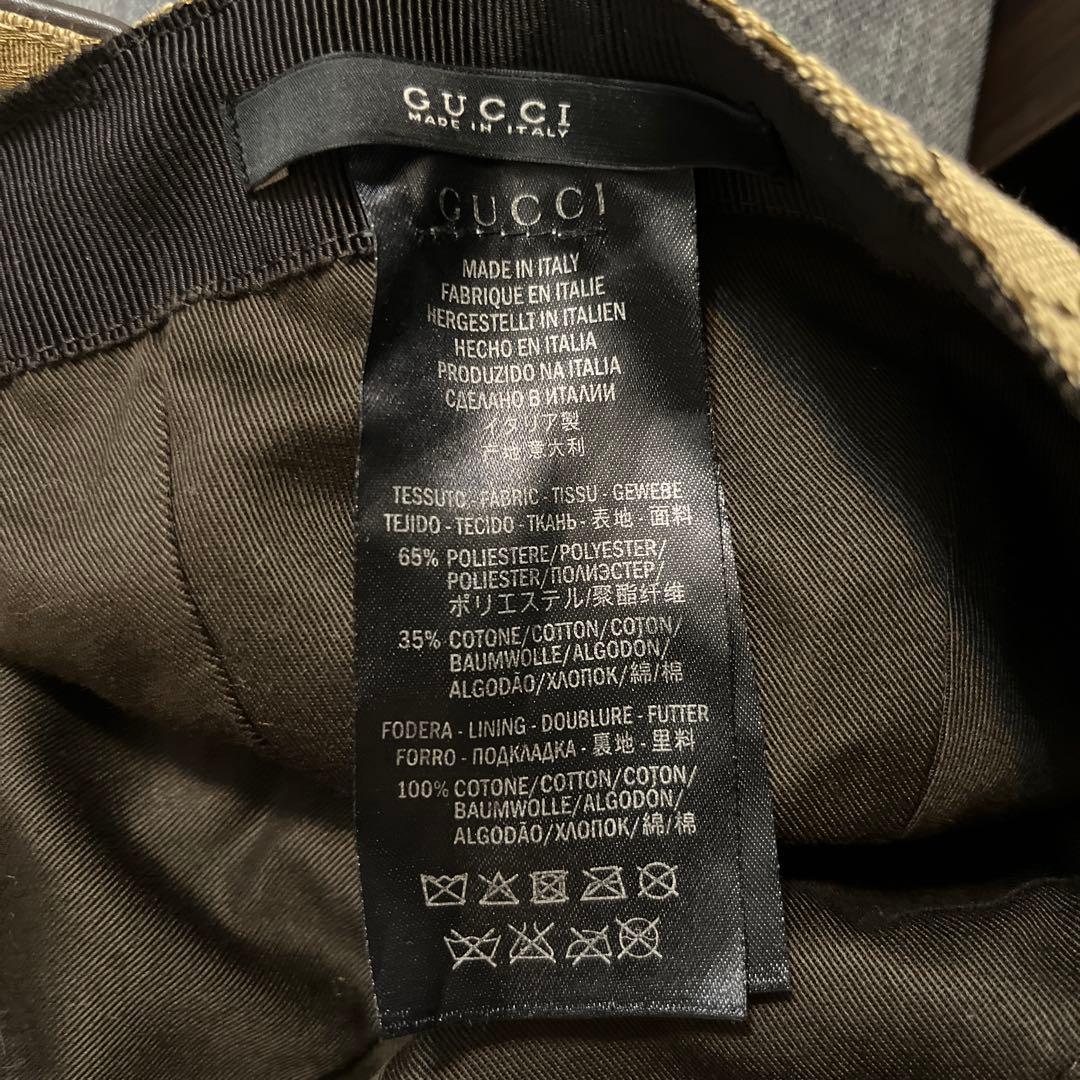 GUCCI
MADE IN ITALY
GUCCI
MADE IN ITALY
FABRIQUE EN ITALIE
HERGESTELLT IN ITALIEN
HECHO EN ITALIA
PRODUZIDO NA ITALIA
СДЕЛАНО В ИТАЛИИ
イタリア製
产地:意大利
TESSUTO - FABRIC - TISSU - GEWEBE
TEJIDO - TECIDO - ТКАНЬ - 表地 - 面料
65% POLIESTERE/POLYESTER/
POLIESTER/ПОЛИЭСТЕР/
ポリエステル/聚酯纤维
35% COTONE/COTTON/COTON/
BAUMWOLLE/ALGODON/
ALGODÃO/ХЛОПОК/綿/棉
FODERA - LINING - DOUBLURE - FUTTER
FORRO - ПОДКЛАДКА - 裏地 - 里料
100% COTONE/COTTON/COTON/
BAUMWOLLE/ALGODON/
ALGODÃO/ХЛОПОК/綿/棉